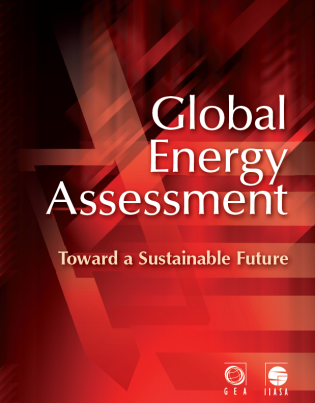 Global
Energy
Assessment
Toward a Sustainable Future
GEA
IIASA